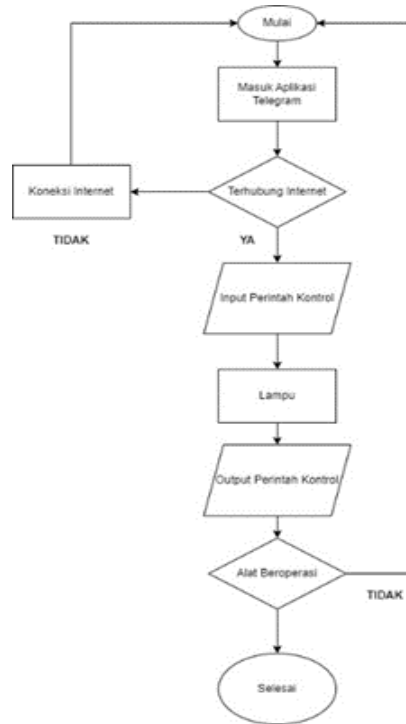 Mulai
Masuk Aplikasi
Telegram
Koneksi Internet
Terhubung Internet
TIDAK
YA
Input Perintah Kontrol
Lampu
Output Perintah Kontrol
Alat Beroperasi
TIDAK
Selesai